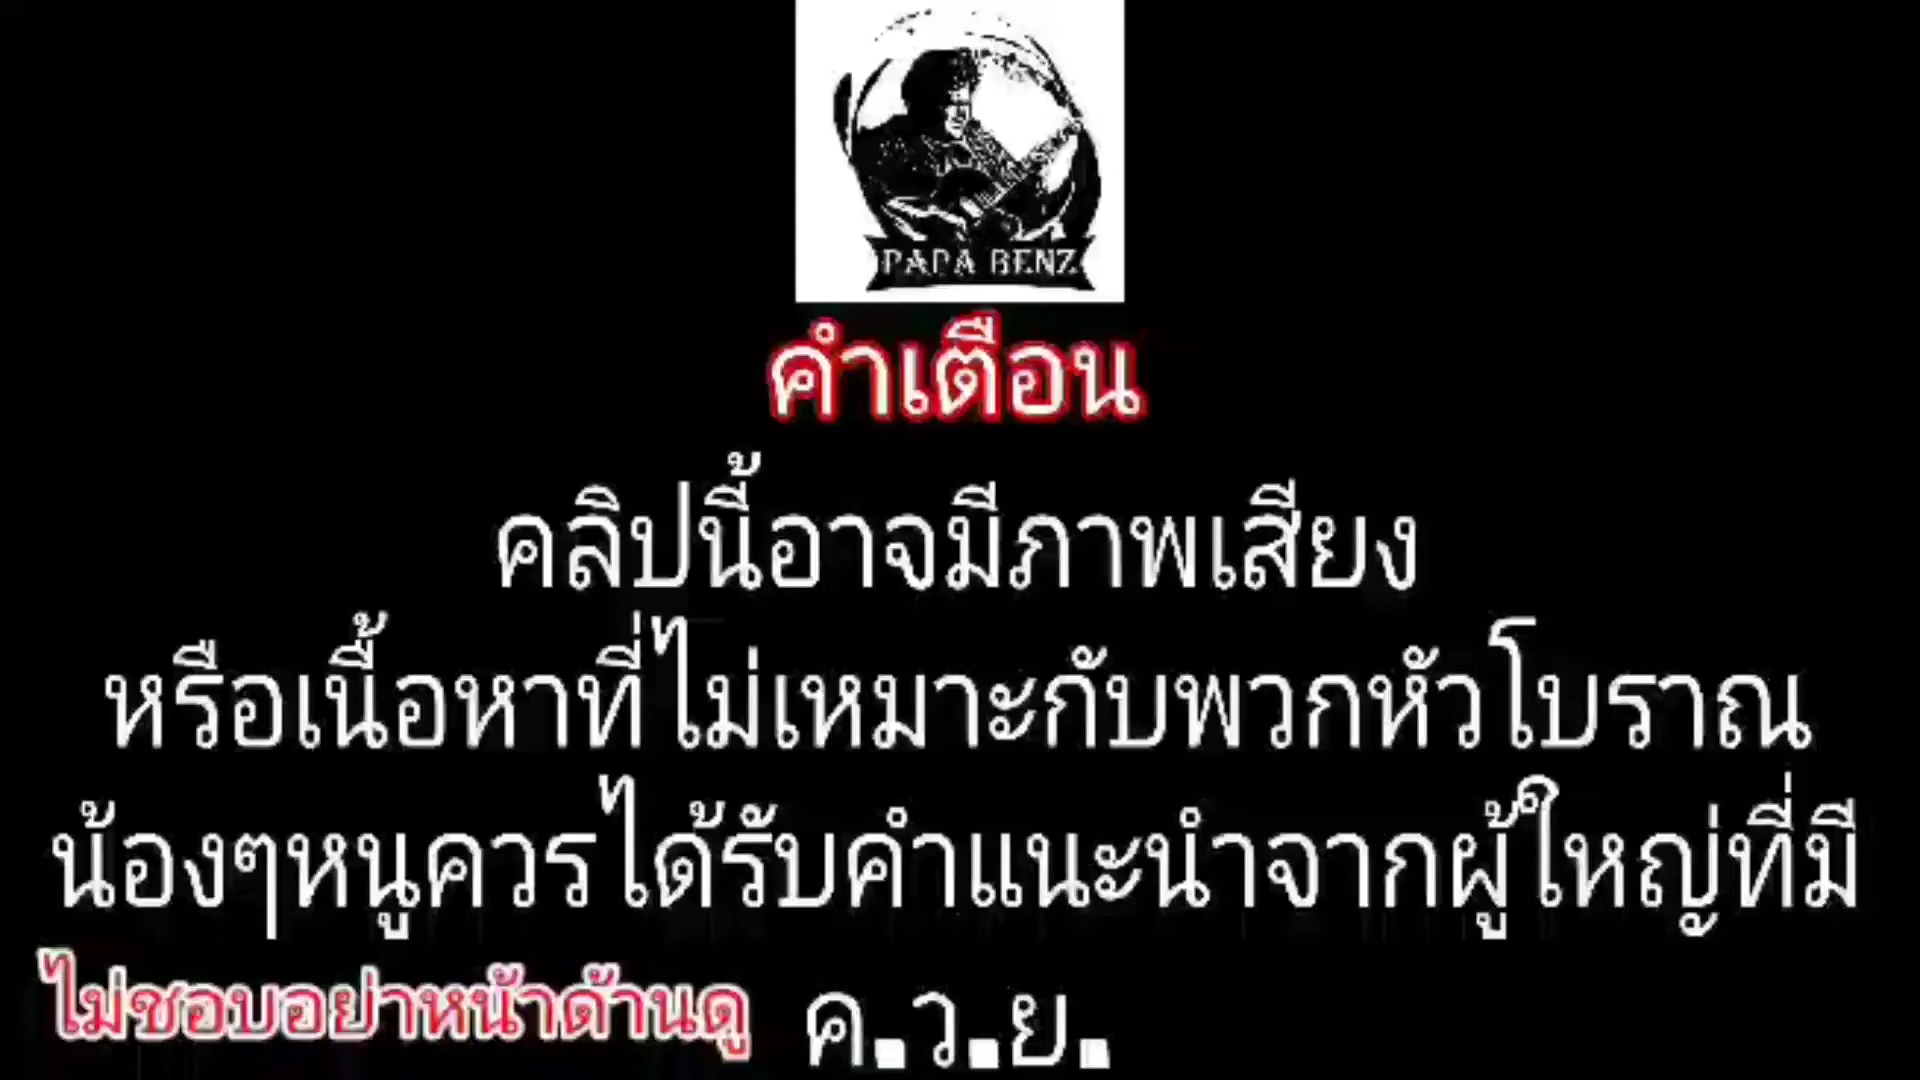 PAPA BENZ
คำเตือน
คลิปนี้อาจมีภาพเสียง
หรือเนื้อหาที่ไม่เหมาะกับพวกหัวโบราณ
น้องๆหนูควรได้รับคำแนะนำจากผู้ใหญ่ที่มี
ไม่ชอบอย่าหน้าด้านดู
ค.ว.ย.